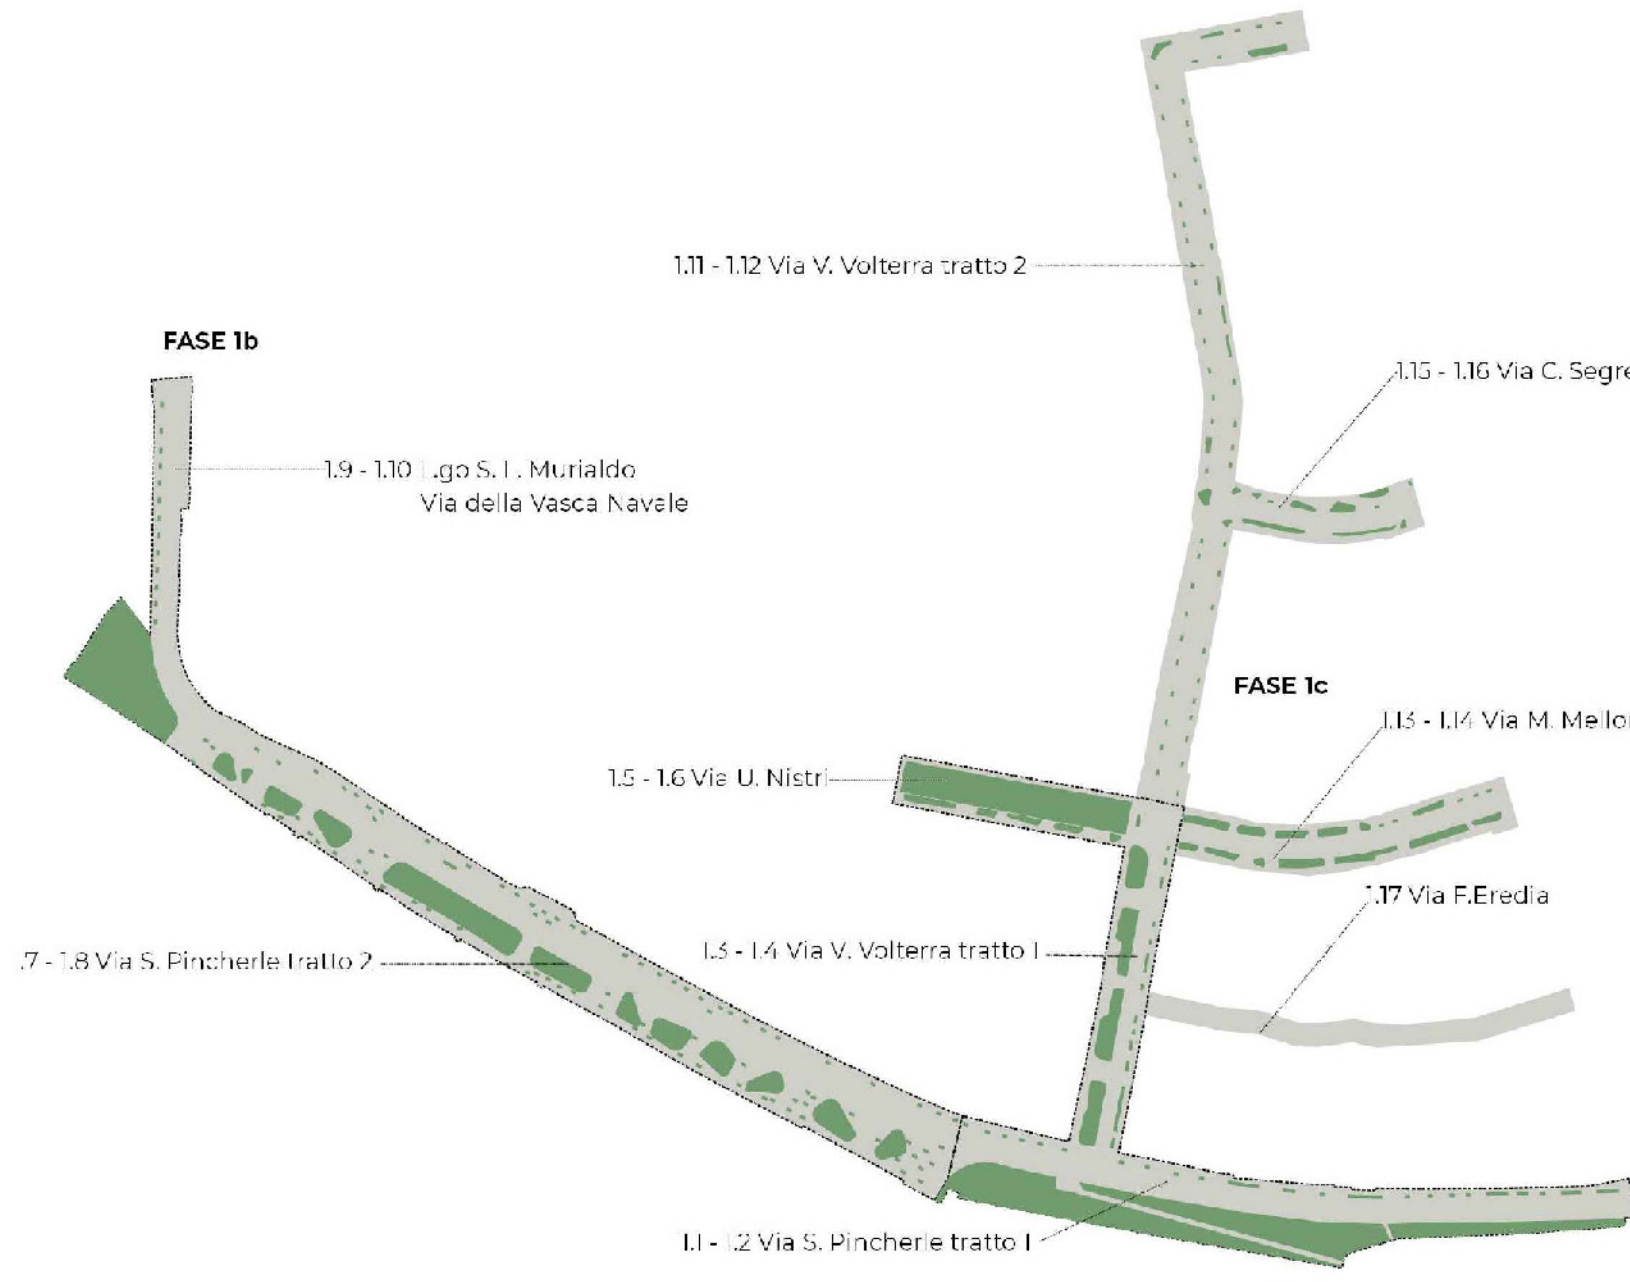 1.11 - 1.12 Via V. Volterra tratto 2
FASE 1b
1.15 - 1.16 Via C. Segre
1.9 - 1.10 L.go S. L. Murialdo
Via della Vasca Navale
FASE 1c
1.13 - 1.14 Via M. Mellon
1.5 - 1.6 Via U. Nistri
1.17 Via F.Eredia
1.3 - 1.4 Via V. Volterra tratto 1
.7 - 1.8 Via S. Pincherle tratto 2
1.1 - 1.2 Via S. Pincherle tratto 1